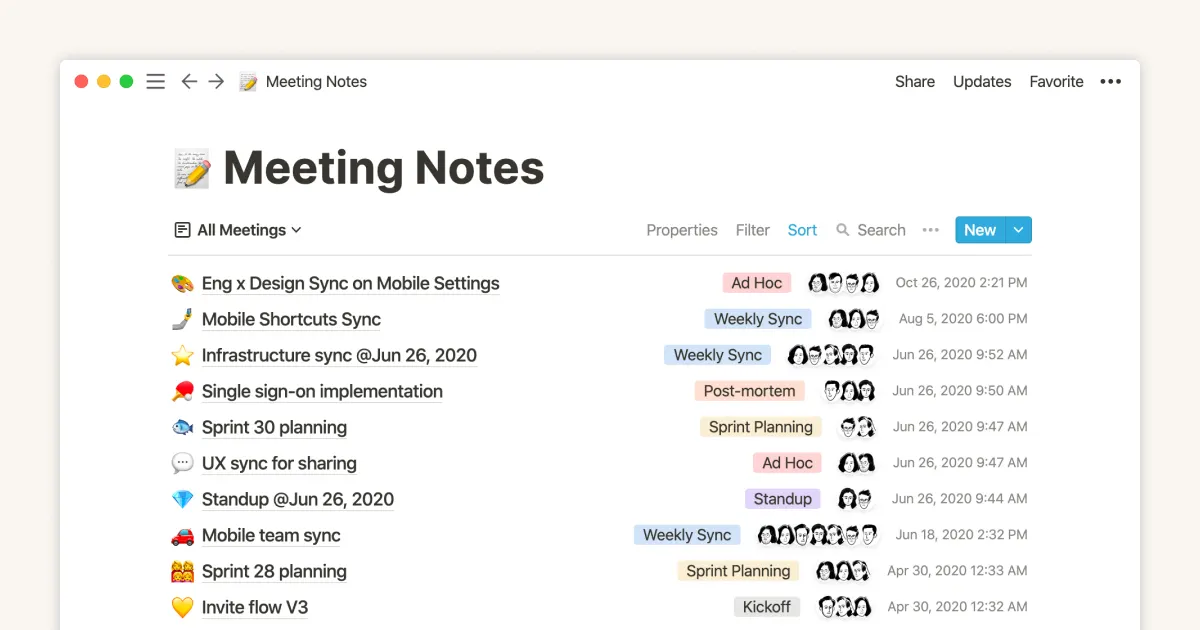 Meeting Notes Share Updates Favorite •••
Meeting Notes
All Meetings Properties Filter Sort Search ••• New
Eng x Design Sync on Mobile Settings Ad Hoc Oct 26, 2020 2:21 PM
Mobile Shortcuts Sync Weekly Sync Aug 5, 2020 6:00 PM
Infrastructure sync @Jun 26, 2020 Weekly Sync Jun 26, 2020 9:52 AM
Single sign-on implementation Post-mortem Jun 26, 2020 9:50 AM
Sprint 30 planning Sprint Planning Jun 26, 2020 9:47 AM
UX sync for sharing Ad Hoc Jun 26, 2020 9:47 AM
Standup @Jun 26, 2020 Standup Jun 26, 2020 9:44 AM
Mobile team sync Weekly Sync Jun 18, 2020 2:32 PM
Sprint 28 planning Sprint Planning Apr 30, 2020 12:33 AM
Invite flow V3 Kickoff Apr 30, 2020 12:32 AM